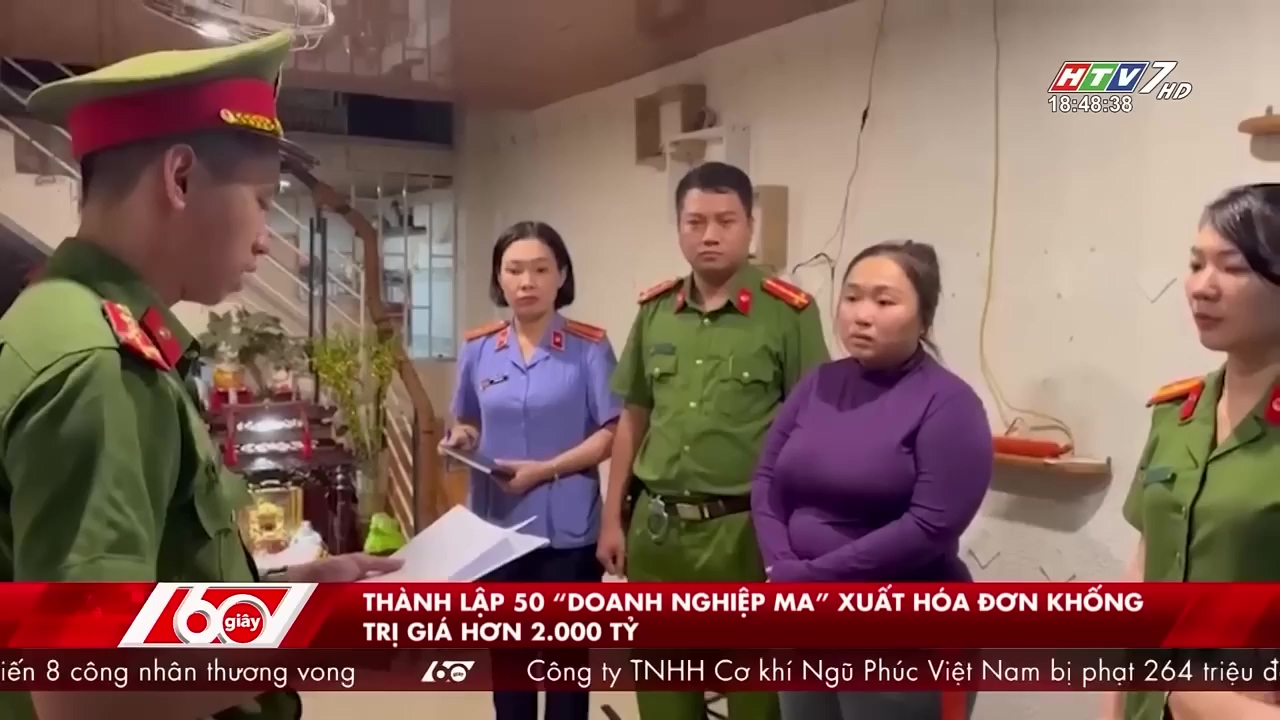 HTV7 HD
18:48:38
60 giây
THÀNH LẬP 50 “DOANH NGHIỆP MA” XUẤT HÓA ĐƠN KHỐNG
TRỊ GIÁ HƠN 2.000 TỶ
iến 8 công nhân thương vong 60 giây Công ty TNHH Cơ khí Ngũ Phúc Việt Nam bị phạt 264 triệu đ